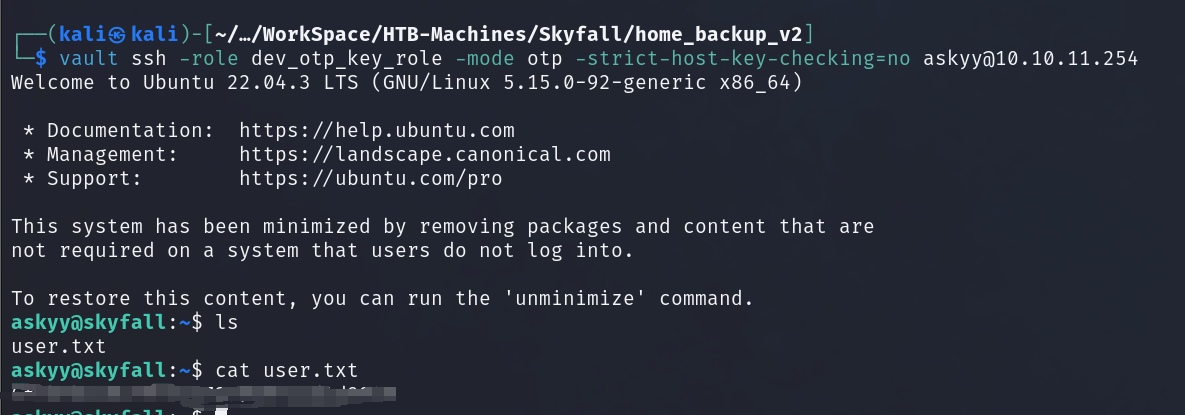 ┌──(kali㉿kali)-[~/…/WorkSpace/HTB-Machines/Skyfall/home_backup_v2]
└─$ vault ssh -role dev_otp_key_role -mode otp -strict-host-key-checking=no askyy@10.10.11.254
Welcome to Ubuntu 22.04.3 LTS (GNU/Linux 5.15.0-92-generic x86_64)
* Documentation: https://help.ubuntu.com
* Management: https://landscape.canonical.com
* Support: https://ubuntu.com/pro
This system has been minimized by removing packages and content that are
not required on a system that users do not log into.
To restore this content, you can run the 'unminimize' command.
askyy@skyfall:~$ ls
user.txt
askyy@skyfall:~$ cat user.txt
askyy@skyfall:~$